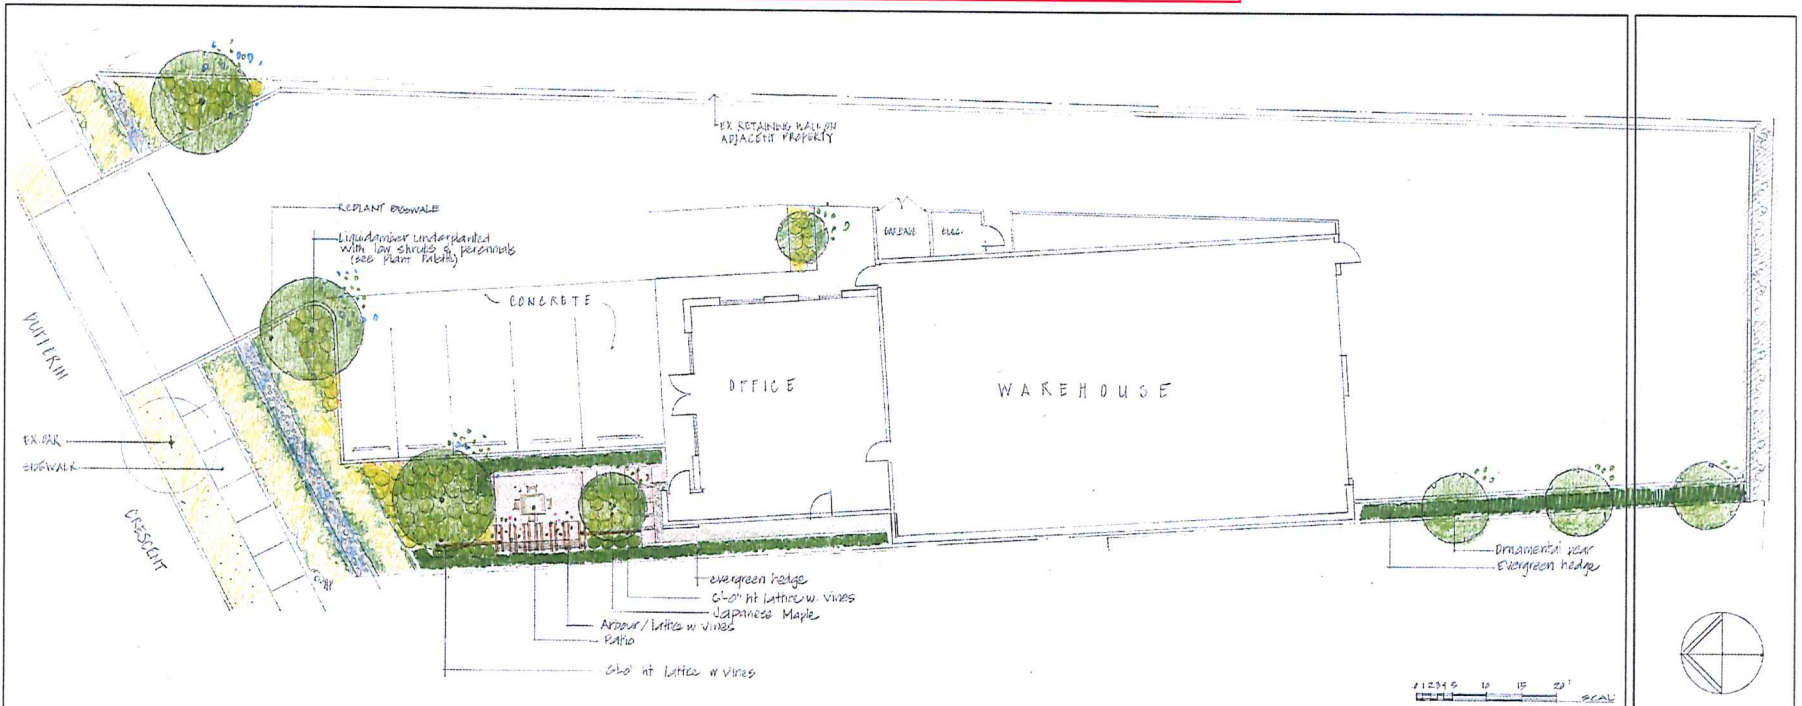 EX RETAINING WALL ON
ADJACENT PROPERTY
REPLANT BIOSWALE
Liquidamber underplanted
with low shrubs & perennials
(see Plant Palette)
GARBAGE
ELEC.
CONCRETE
DUFFERIN
OFFICE
WAREHOUSE
EX. OAK
SIDEWALK
CRESCENT
evergreen hedge
6'-0" ht lattice w. vines
Japanese Maple
Arbour / lattice w vines
Patio
6'-0" ht lattice w vines
Ornamental pear
Evergreen hedge
0 1 2 3 4 5 10 15 20'
SCAL